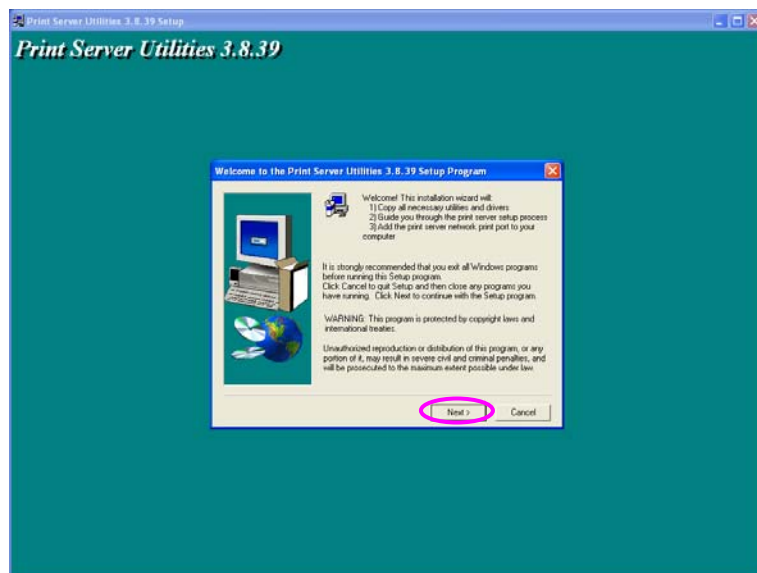 Print Server Utilities 3.8.39 Setup
Print Server Utilities 3.8.39
Welcome to the Print Server Utilities 3.8.39 Setup Program
Welcome! This installation wizard will:
1) Copy all necessary utilities and drivers
2) Guide you through the print server setup process
3) Add the print server network print port to your
computer
It is strongly recommended that you exit all Windows programs
before running this Setup program.
Click Cancel to quit Setup and then close any programs you
have running. Click Next to continue with the Setup program.
WARNING: This program is protected by copyright laws and
international treaties.
Unauthorized reproduction or distribution of this program, or any
portion of it, may result in severe civil and criminal penalties, and
will be prosecuted to the maximum extent possible under law.
Next >
Cancel